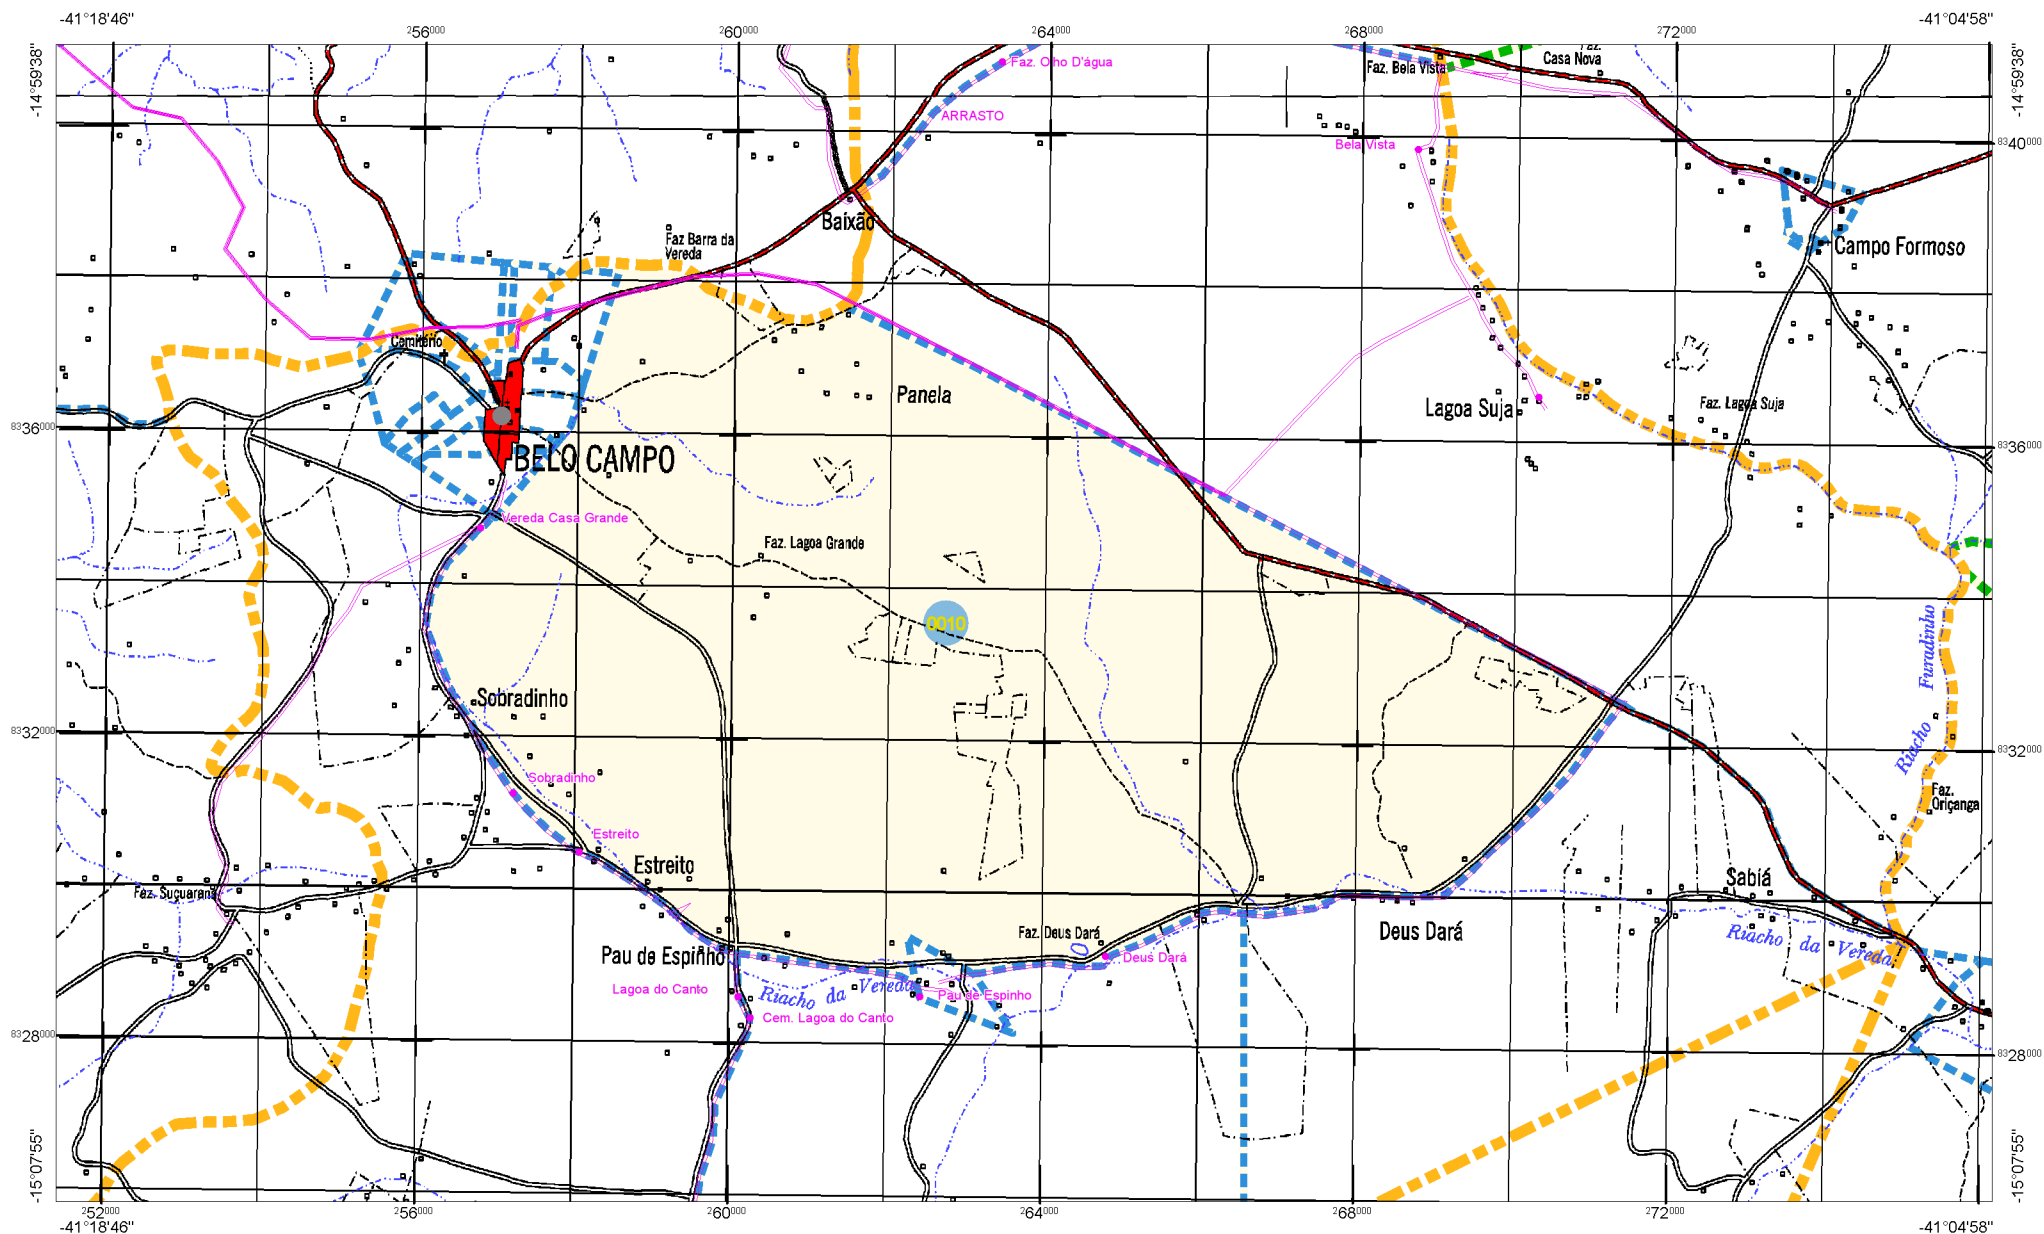 -41°18'46"
-41°04'58"
256000
260000
264000
268000
272000
-14°59'38"
-14°59'38"
Faz. Olho D'água
Faz. Bela Vista
Faz.
Casa Nova
ARRASTO
Bela Vista
8340000
Baixão
Faz Barra da
Vereda
Campo Formoso
Cemitério
Panela
Lagoa Suja
Faz. Lagoa Suja
8336000
8336000
BELO CAMPO
Vereda Casa Grande
Faz. Lagoa Grande
0010
Riacho Furadinho
Sobradinho
8332000
8332000
Sobradinho
Faz.
Oriçanga
Estreito
Estreito
Sabiá
Faz. Suçuarana
Deus Dará
Faz. Deus Dará
Riacho da Vereda
Pau de Espinho
Deus Dará
Lagoa do Canto
Riacho da Vereda
Pau de Espinho
Cem. Lagoa do Canto
8328000
8328000
-15°07'55"
-15°07'55"
252000
256000
260000
264000
268000
272000
-41°18'46"
-41°04'58"